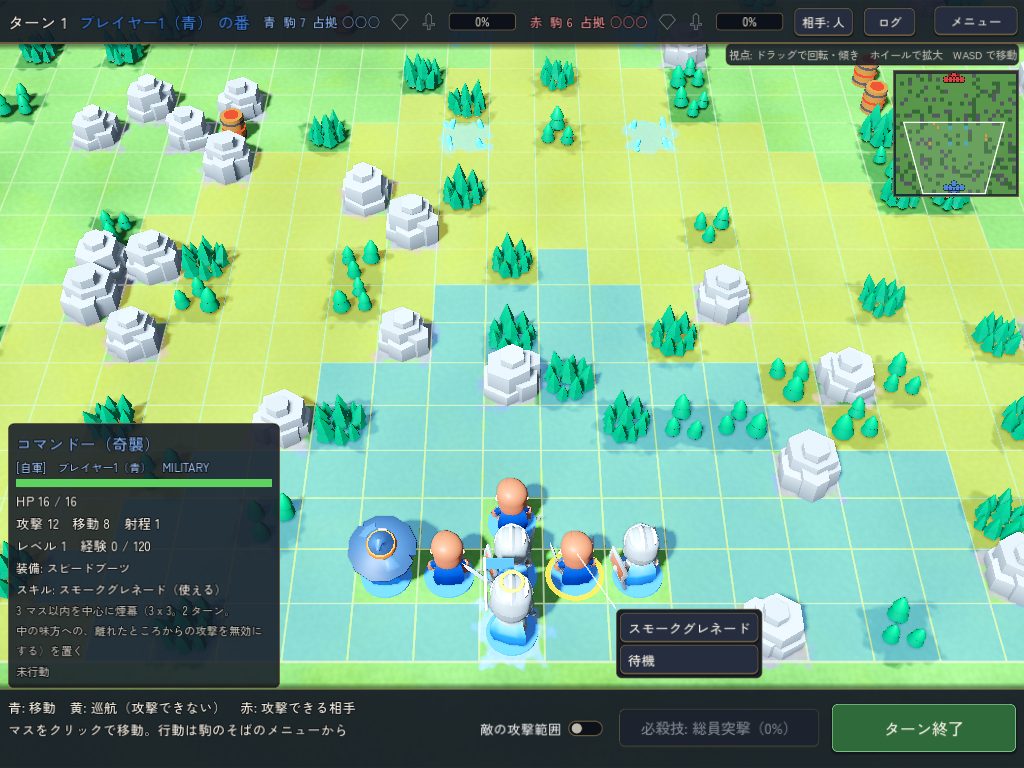 ターン 1 プレイヤー1（青） の番 青 駒 7 占拠 0% 赤 駒 6 占拠 0% 相手: 人 ログ メニュー
視点: ドラッグで回転・傾き ホイールで拡大 WASD で移動
コマンドー（奇襲）
[自軍] プレイヤー1（青） MILITARY
HP 16 / 16
攻撃 12 移動 8 射程 1
レベル 1 経験 0 / 120
装備: スピードブーツ
スキル: スモークグレネード（使える）
3 マス以内を中心に煙幕（3 x 3、2 ターン。
中の味方への、離れたところからの攻撃を無効に
する）を置く
未行動
スモークグレネード
待機
青: 移動 黄: 巡航（攻撃できない） 赤: 攻撃できる相手
マスをクリックで移動。行動は駒のそばのメニューから
敵の攻撃範囲
必殺技: 総員突撃（0%）
ターン終了